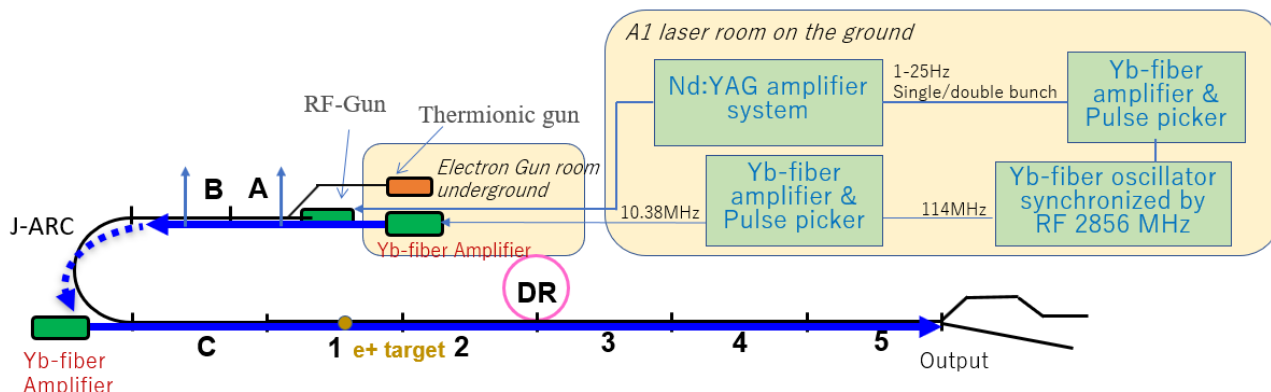 A1 laser room on the ground
Nd:YAG amplifier
system
1-25Hz
Single/double bunch
Yb-fiber
amplifier &
Pulse picker
RF-Gun
Thermionic gun
Electron Gun room
underground
Yb-fiber
amplifier &
Pulse picker
Yb-fiber oscillator
synchronized by
RF 2856 MHz
10.38MHz
114MHz
B
A
J-ARC
Yb-fiber Amplifier
DR
C
1
e+ target
2
3
4
5
Output
Yb-fiber
Amplifier